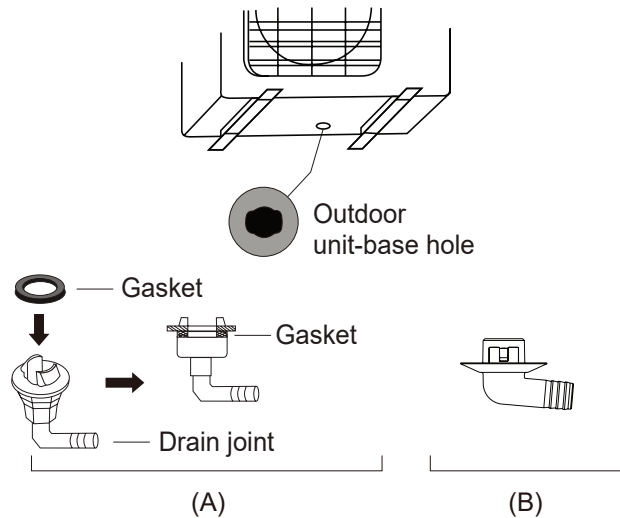 Outdoor
unit-base hole
Gasket
Gasket
Drain joint
(A)
(B)